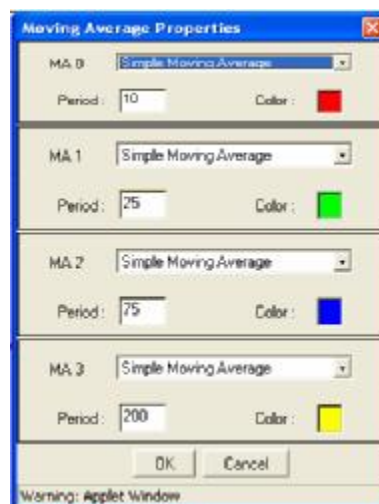 Moving Average Properties
MA 0 Simple Moving Average
Period : 10 Color :
MA 1 Simple Moving Average
Period : 25 Color :
MA 2 Simple Moving Average
Period : 75 Color :
MA 3 Simple Moving Average
Period : 200 Color :
OK Cancel
Warning: Applet Window